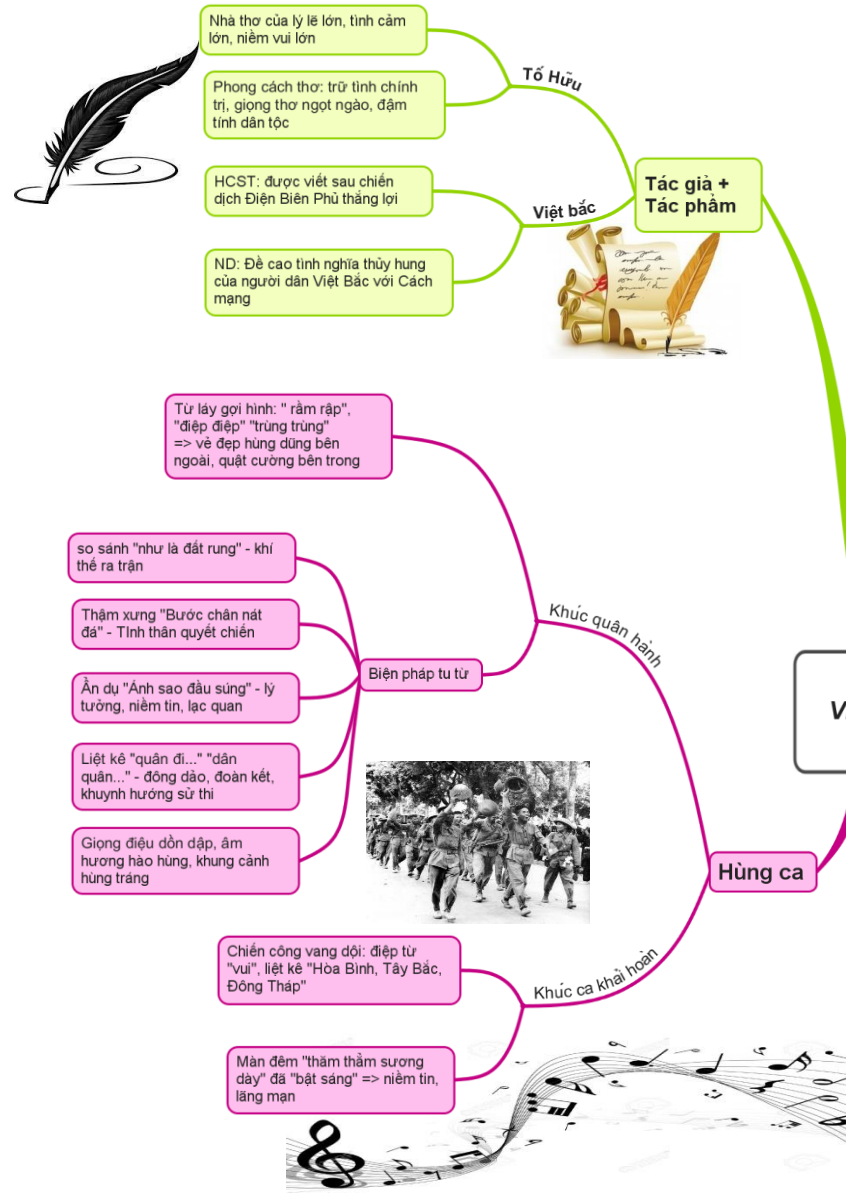 Nhà thơ của lý lẽ lớn, tình cảm
lớn, niềm vui lớn
Phong cách thơ: trữ tình chính
trị, giọng thơ ngọt ngào, đậm
tính dân tộc
Tố Hữu
HCST: được viết sau chiến
dịch Điện Biên Phủ thắng lợi
ND: Đề cao tình nghĩa thủy hung
của người dân Việt Bắc với Cách
mạng
Việt bắc
Tác giả +
Tác phẩm
Từ láy gợi hình: " rầm rập",
"điệp điệp" "trùng trùng"
=> vẻ đẹp hùng dũng bên
ngoài, quật cường bên trong
so sánh "như là đất rung" - khí
thế ra trận
Thậm xưng "Bước chân nát
đá" - TInh thân quyết chiến
Ẩn dụ "Ánh sao đầu súng" - lý
tưởng, niềm tin, lạc quan
Liệt kê "quân đi..." "dân
quân..." - đông dảo, đoàn kết,
khuynh hướng sử thi
Giọng điệu dồn dập, âm
hương hào hùng, khung cảnh
hùng tráng
Biện pháp tu từ
Khúc quân hành
Hùng ca
Chiến công vang dội: điệp từ
"vui", liệt kê "Hòa Bình, Tây Bắc,
Đông Tháp"
Màn đêm "thăm thẳm sương
dày" đã "bật sáng" => niềm tin,
lãng mạn
Khúc ca khải hoàn
V